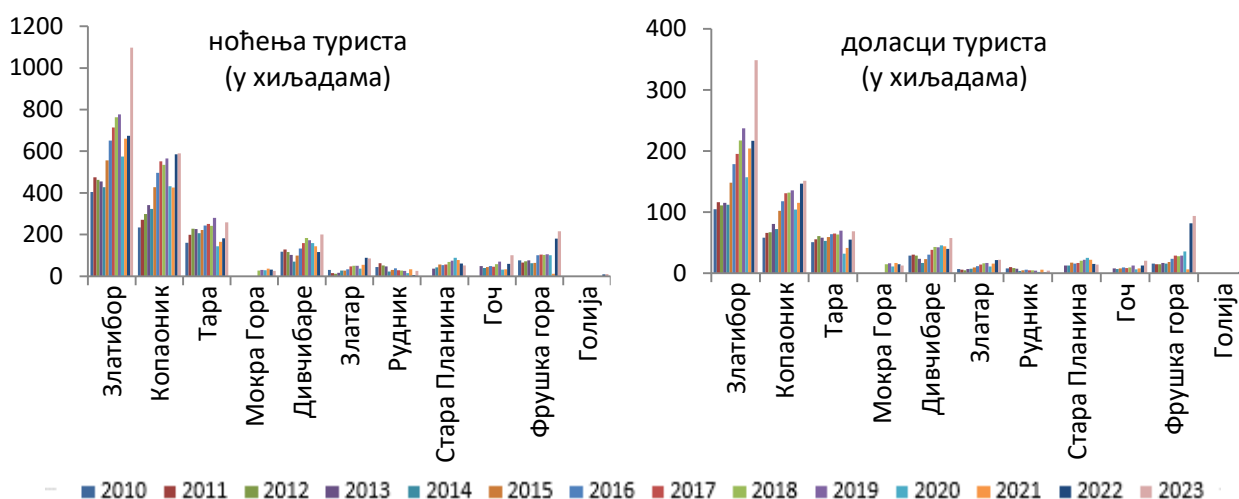 ноћења туриста
(у хиљадама)
1200
1000
800
600
400
200
0
Златибор
Копаоник
Тара
Мокра Гора
Дивчибаре
Златар
Рудник
Стара Планина
Гоч
Фрушка гора
Голија
доласци туриста
(у хиљадама)
400
300
200
100
0
Златибор
Копаоник
Тара
Мокра Гора
Дивчибаре
Златар
Рудник
Стара Планина
Гоч
Фрушка гора
Голија
2010 2011 2012 2013 2014 2015 2016 2017 2018 2019 2020 2021 2022 2023